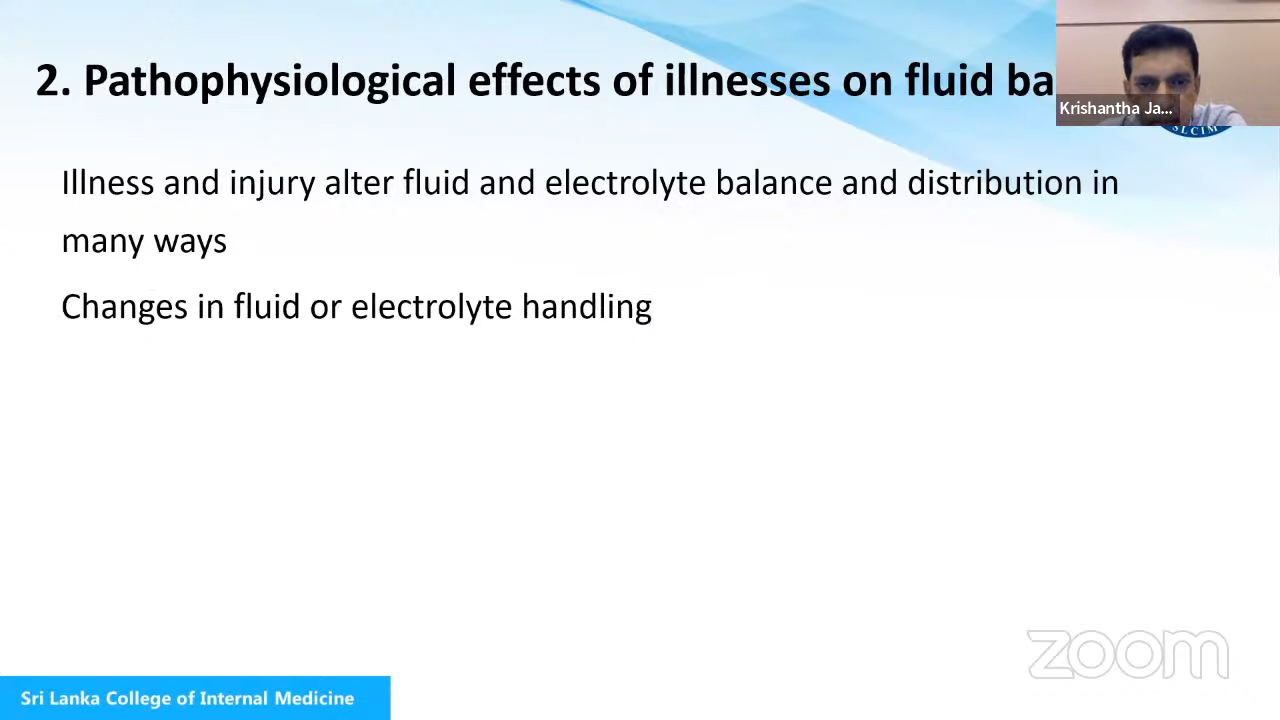 2. Pathophysiological effects of illnesses on fluid ba
Krishantha Ja...
SLCIM
Illness and injury alter fluid and electrolyte balance and distribution in
many ways
Changes in fluid or electrolyte handling
zoom
Sri Lanka College of Internal Medicine